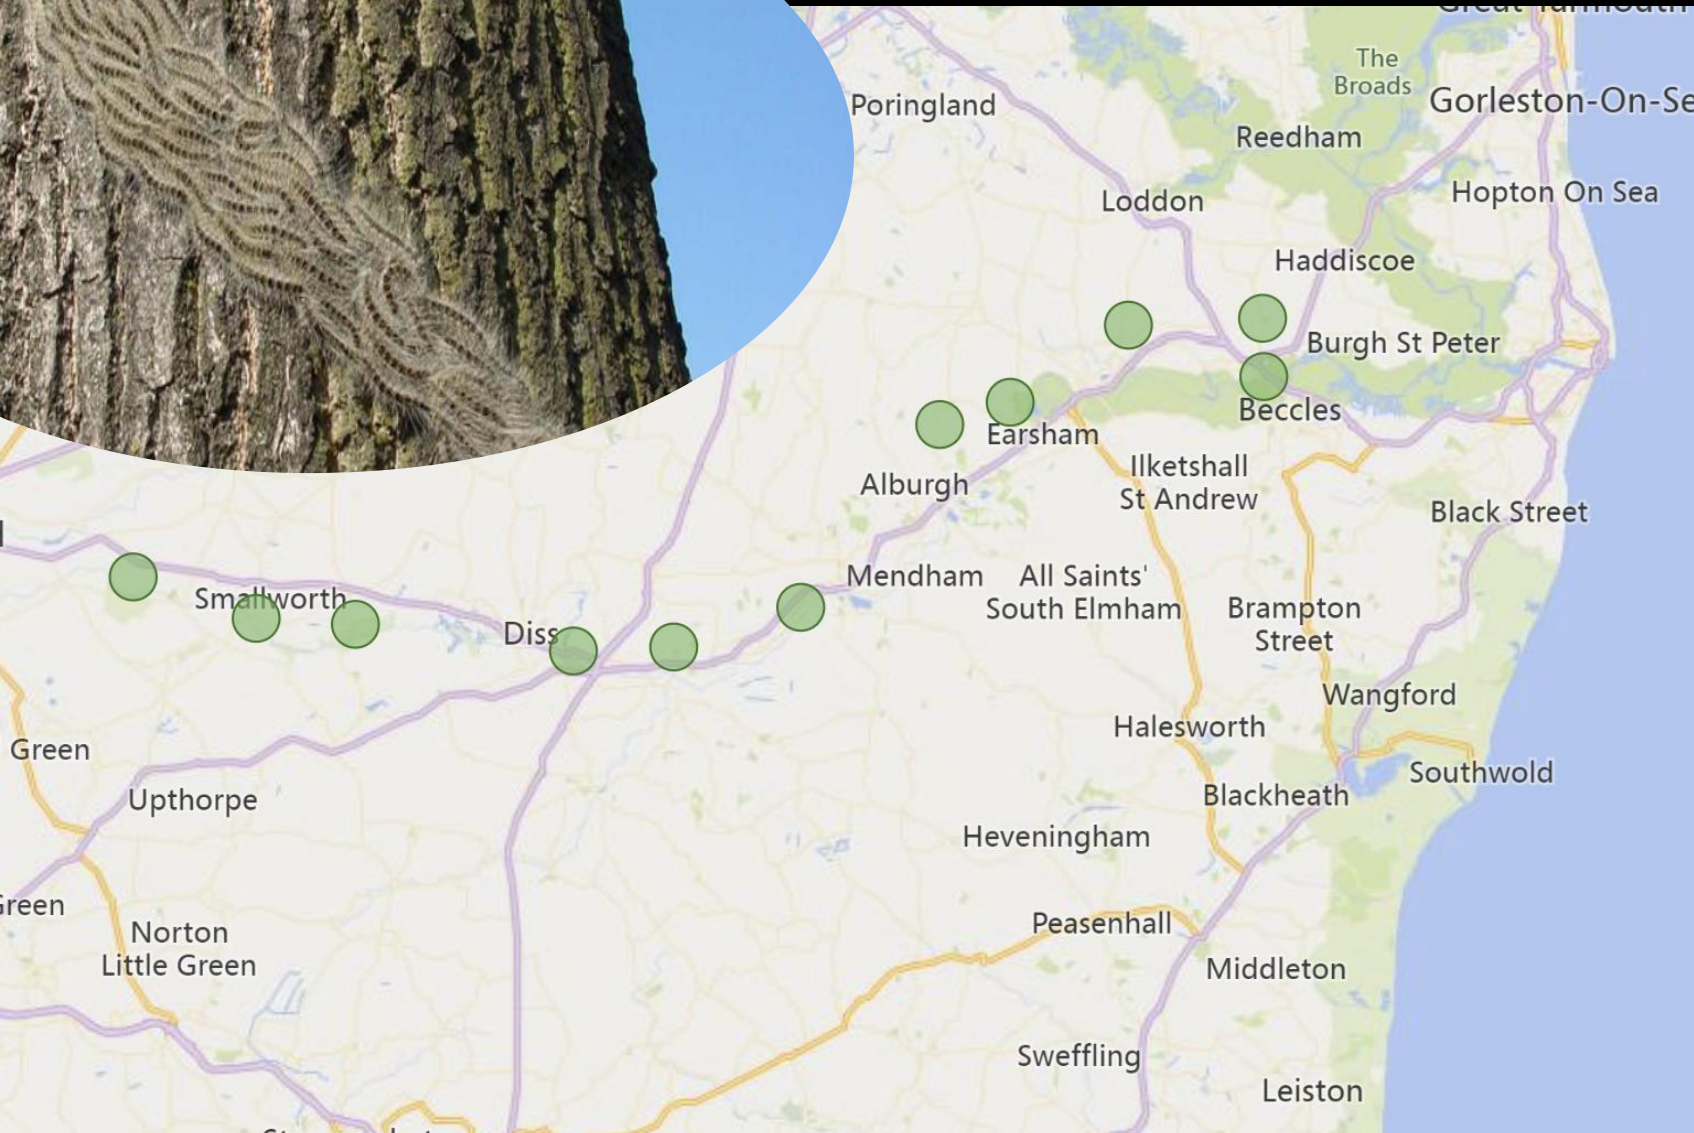 The
Broads
Gorleston-On-Se
Poringland
Reedham
Hopton On Sea
Loddon
Haddiscoe
Burgh St Peter
Beccles
Earsham
Ilketshall
St Andrew
Alburgh
Black Street
Mendham
All Saints'
South Elmham
Smallworth
Brampton
Street
Diss
Wangford
Halesworth
Green
Southwold
Upthorpe
Blackheath
Heveningham
Green
Peasenhall
Norton
Little Green
Middleton
Sweffling
Leiston